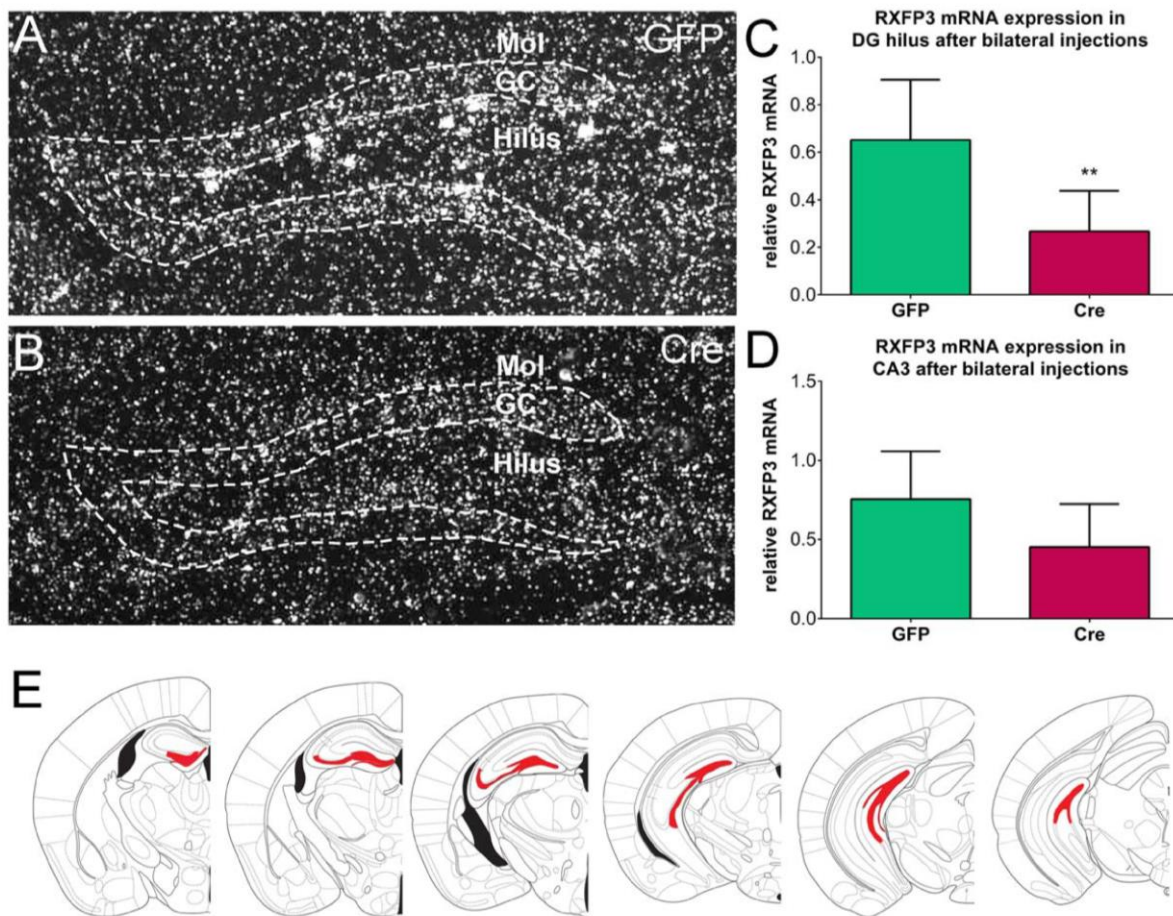 A
GFP
Mol
GC
Hilus
B
Cre
Mol
GC
Hilus
C
RXFP3 mRNA expression in
DG hilus after bilateral injections
relative RXFP3 mRNA
1.0
0.8
0.6
0.4
0.2
0.0
**
GFP
Cre
D
RXFP3 mRNA expression in
CA3 after bilateral injections
relative RXFP3 mRNA
1.5
1.0
0.5
0.0
GFP
Cre
E